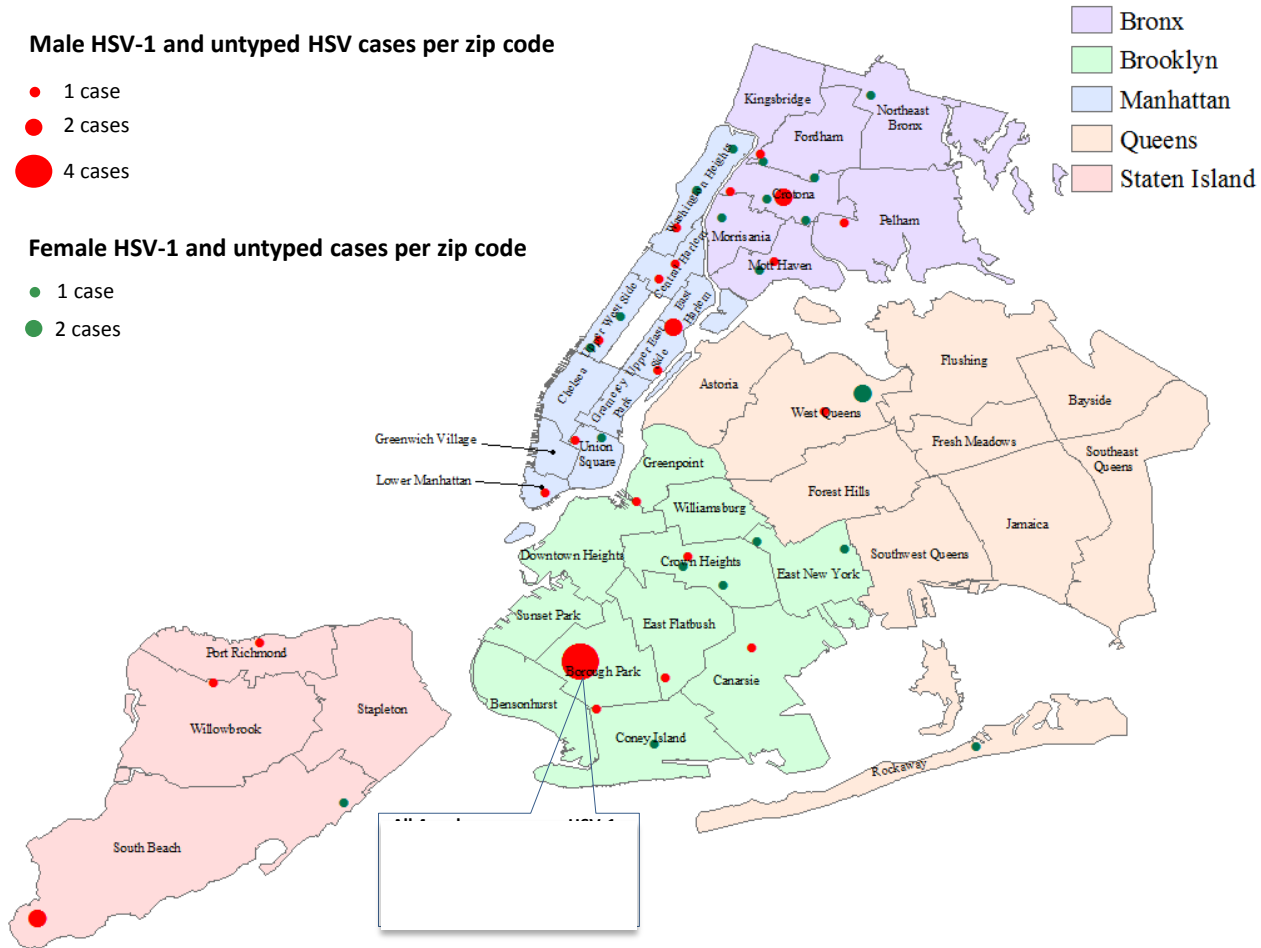 Male HSV-1 and untyped HSV cases per zip code
1 case
2 cases
4 cases
Female HSV-1 and untyped cases per zip code
1 case
2 cases
Bronx
Brooklyn
Manhattan
Queens
Staten Island
Kingsbridge
Northeast
Bronx
Fordham
Washington Heights
Crotona
Pelham
Morrisania
Central Harlem
Mott Haven
East
Harlem
Upper West Side
Upper East
Side
Chelsea
Gramercy
Park
Astoria
Flushing
West Queens
Bayside
Greenwich Village
Union
Square
Fresh Meadows
Southeast
Queens
Greenpoint
Lower Manhattan
Forest Hills
Williamsburg
Jamaica
Downtown Heights
Crown Heights
Southwest Queens
East New York
Sunset Park
East Flatbush
Port Richmond
Borough Park
Canarsie
Bensonhurst
Stapleton
Willowbrook
Coney Island
Rockaway
South Beach
HSV-1